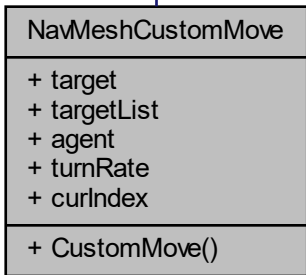 NavMeshCustomMove
+ target
+ targetList
+ agent
+ turnRate
+ curIndex
+ CustomMove()